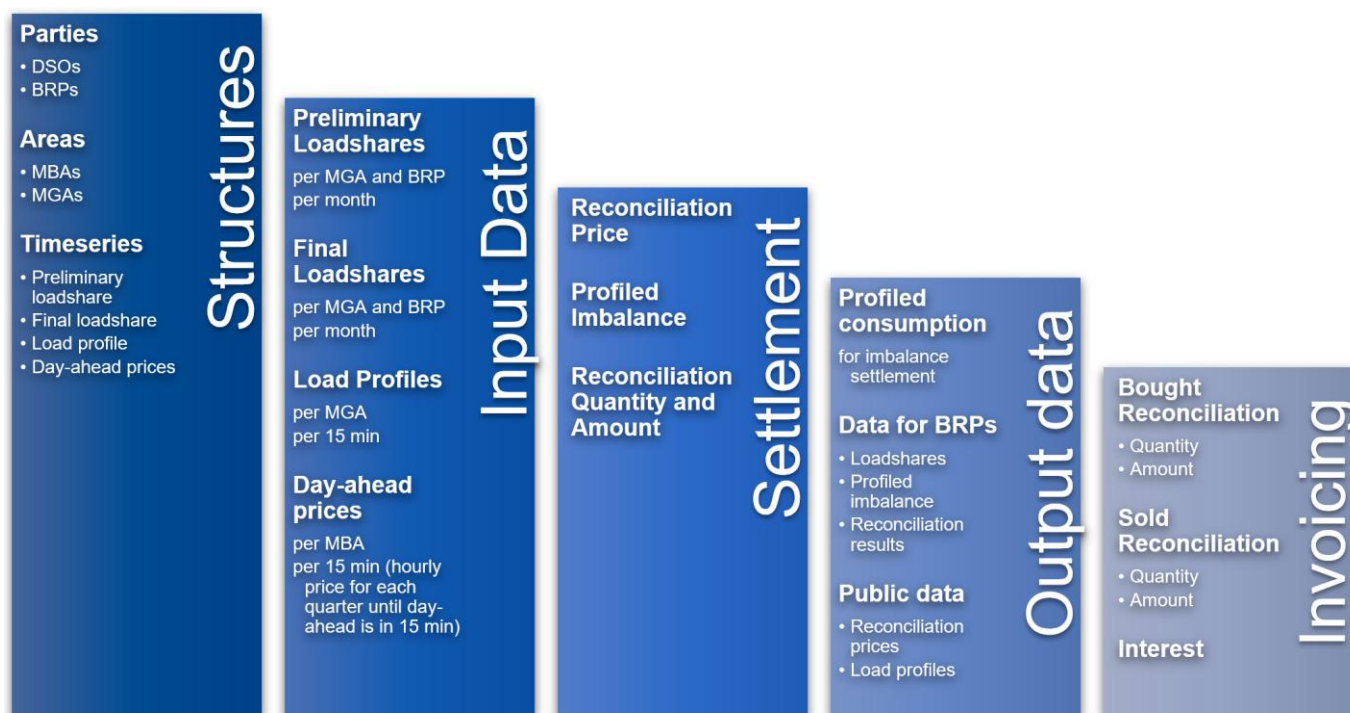 Parties
• DSOs
• BRPs
Areas
• MBAs
• MGAs
Timeseries
• Preliminary
loadshare
• Final loadshare
• Load profile
• Day-ahead prices
Structures
Preliminary
Loadshares
per MGA and BRP
per month
Final
Loadshares
per MGA and BRP
per month
Load Profiles
per MGA
per 15 min
Day-ahead
prices
per MBA
per 15 min (hourly
price for each
quarter until day-
ahead is in 15 min)
Input Data
Reconciliation
Price
Profiled
Imbalance
Reconciliation
Quantity and
Amount
Settlement
Profiled
consumption
for imbalance
settlement
Data for BRPs
• Loadshares
• Profiled
imbalance
• Reconciliation
results
Public data
• Reconciliation
prices
• Load profiles
Output data
Bought
Reconciliation
• Quantity
• Amount
Sold
Reconciliation
• Quantity
• Amount
Interest
Invoicing